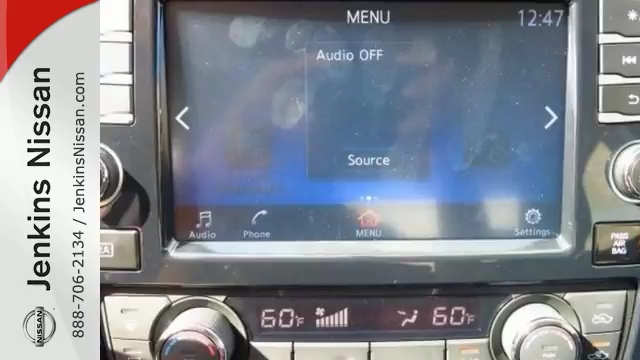 Jenkins Nissan
888-706-2134 / JenkinsNissan.com
NISSAN
MENU
12:47
Audio OFF
Source
Audio
Phone
MENU
Settings
PASS
AIR
BAG
60°F
60°F